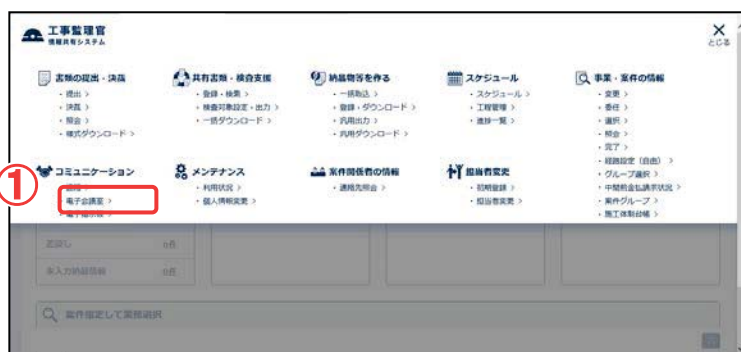 工事監理官
情報共有システム
×
とじる
書類の提出・決裁
・提出 >
・決裁 >
・照会 >
・様式ダウンロード >
共有書類・検査支援
・登録・検索 >
・検査対象設定・出力 >
・一括ダウンロード >
納品物等を作る
・一括取込 >
・登録・ダウンロード >
・汎用出力 >
・汎用ダウンロード >
スケジュール
・スケジュール >
・工程管理 >
・進捗一覧 >
事業・案件の情報
・変更 >
・委任 >
・選択 >
・照会 >
・完了 >
・経路設定（自由） >
・グループ選択 >
・中間前金払請求状況 >
・案件グループ >
・施工体制台帳 >
①
コミュニケーション
・電子会議室 >
メンテナンス
・利用状況 >
・個人情報変更 >
案件関係者の情報
・連絡先照会 >
担当者変更
・初期登録 >
・担当者変更 >
差戻し
0件
未入力納品情報
0件
案件指定して業務選択